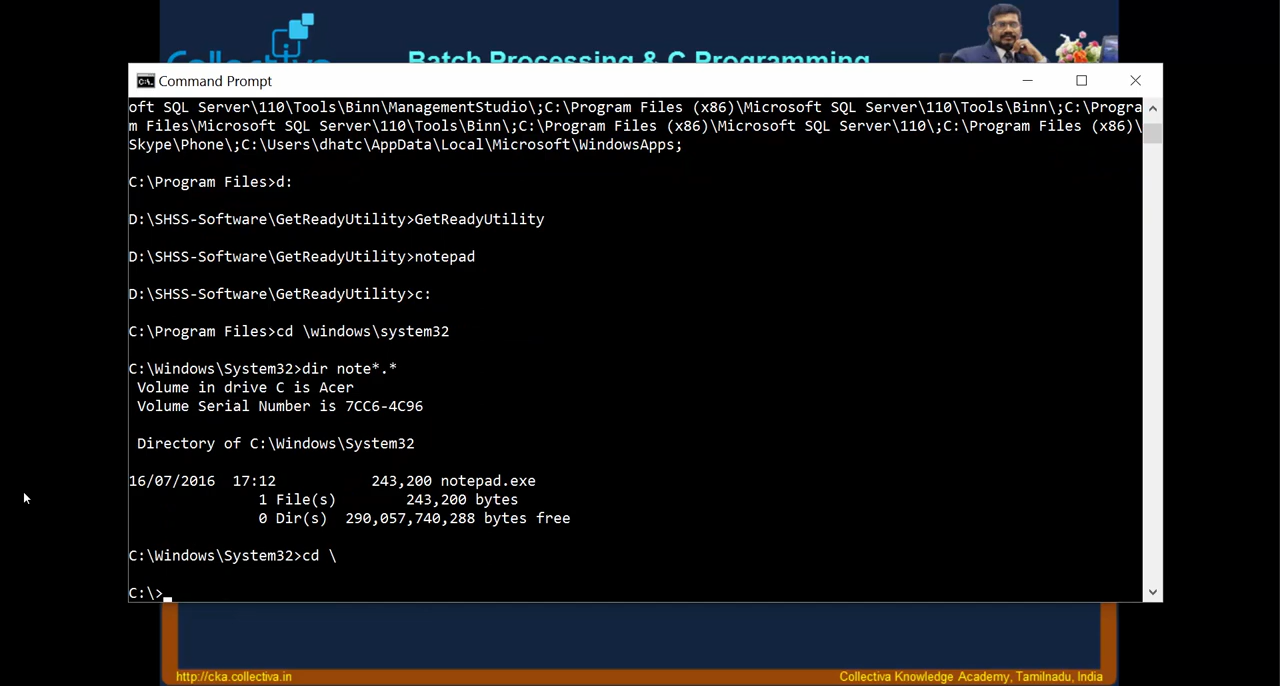 Collectiva
Batch Processing & C Programming
Command Prompt
oft SQL Server\110\Tools\Binn\ManagementStudio\;C:\Program Files (x86)\Microsoft SQL Server\110\Tools\Binn\;C:\Progra
m Files\Microsoft SQL Server\110\Tools\Binn\;C:\Program Files (x86)\Microsoft SQL Server\110\;C:\Program Files (x86)\
Skype\Phone\;C:\Users\dhatc\AppData\Local\Microsoft\WindowsApps;
C:\Program Files>d:
D:\SHSS-Software\GetReadyUtility>GetReadyUtility
D:\SHSS-Software\GetReadyUtility>notepad
D:\SHSS-Software\GetReadyUtility>c:
C:\Program Files>cd \windows\system32
C:\Windows\System32>dir note*.*
Volume in drive C is Acer
Volume Serial Number is 7CC6-4C96
Directory of C:\Windows\System32
16/07/2016  17:12           243,200 notepad.exe
1 File(s)        243,200 bytes
0 Dir(s)  290,057,740,288 bytes free
C:\Windows\System32>cd \
C:\>
http://cka.collectiva.in
Collectiva Knowledge Academy, Tamilnadu, India